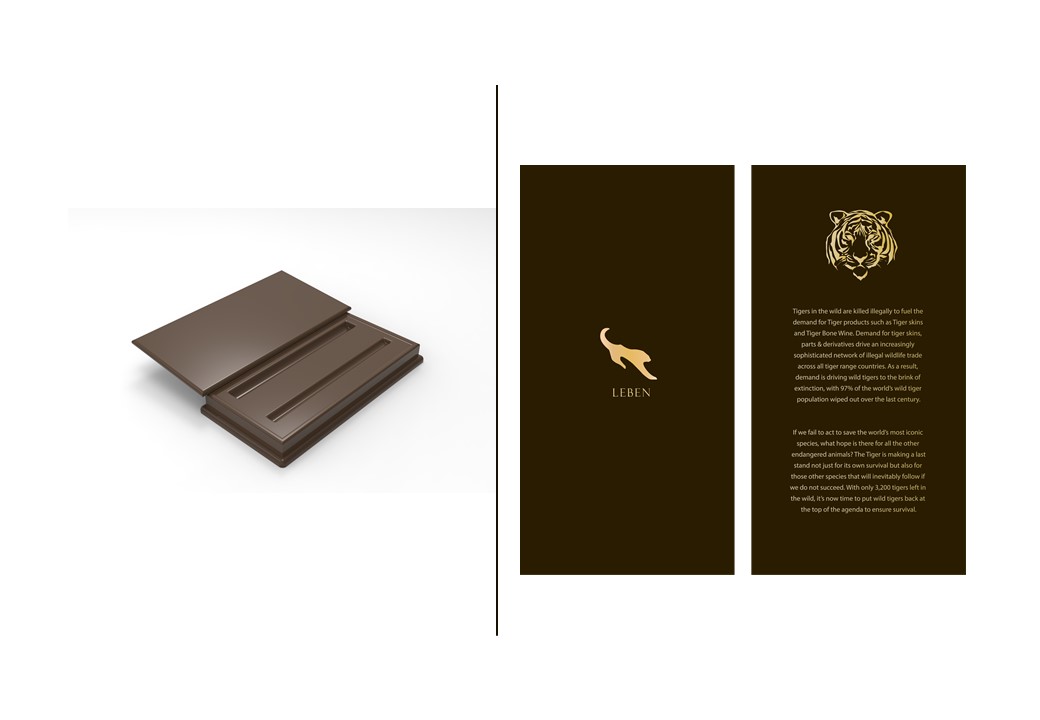 LEBEN
Tigers in the wild are killed illegally to fuel the
demand for Tiger products such as Tiger skins
and Tiger Bone Wine. Demand for tiger skins,
parts & derivatives drive an increasingly
sophisticated network of illegal wildlife trade
across all tiger range countries. As a result,
demand is driving wild tigers to the brink of
extinction, with 97% of the world's wild tiger
population wiped out over the last century.
If we fail to act to save the world's most iconic
species, what hope is there for all the other
endangered animals? The Tiger is making a last
stand not just for its own survival but also for
those other species that will inevitably follow if
we do not succeed. With only 3,200 tigers left in
the wild, it's now time to put wild tigers back at
the top of the agenda to ensure survival.